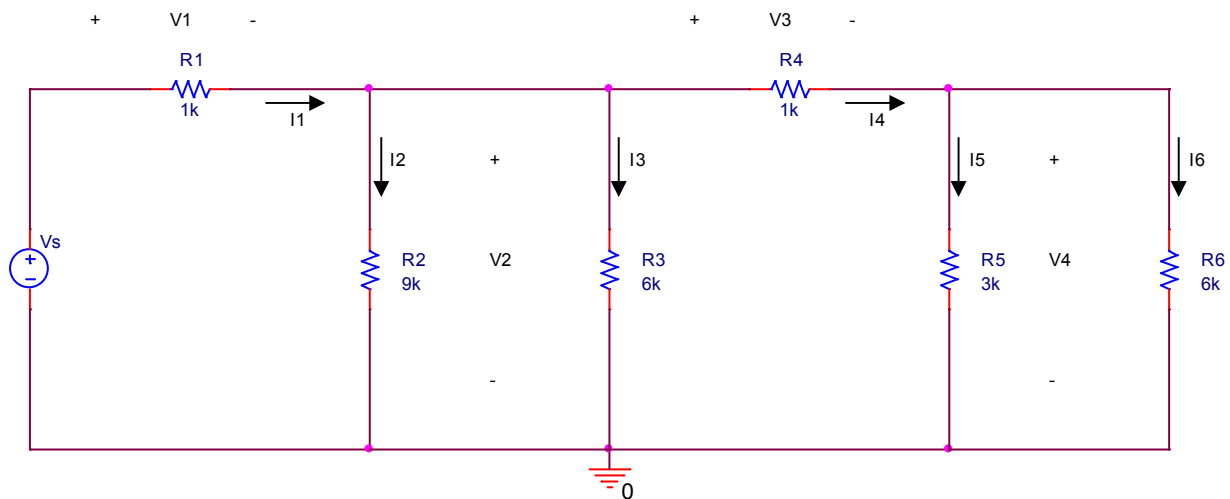 + V1 - + V3 -
R1 R4
1k 1k
I1 I4
I2 + I3 I5 + I6
Vs
+
-
R2 V2 R3 R5 V4 R6
9k 6k 3k 6k
- -
0